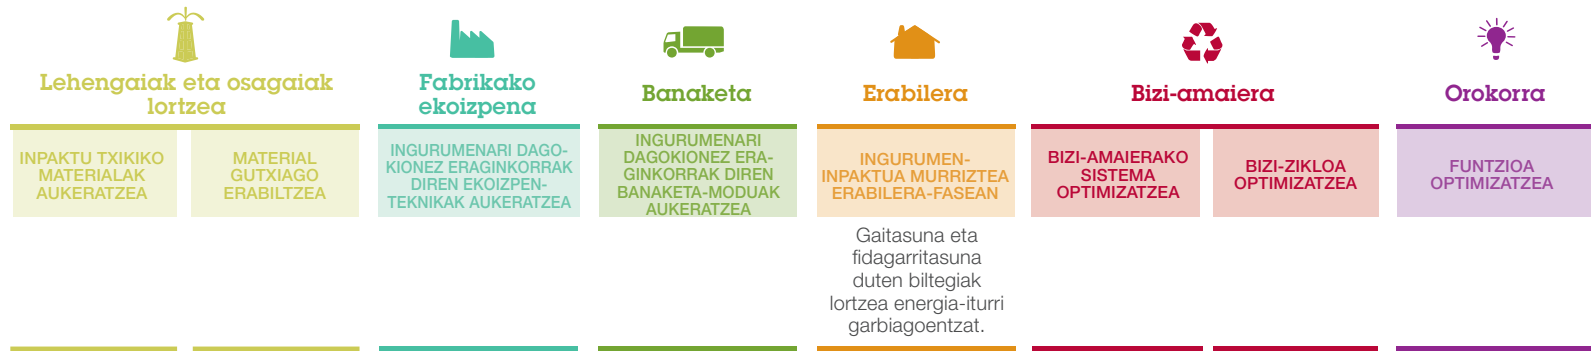 Lehengaiak eta osagaiak
lortzea
Fabrikako
ekoizpena
Banaketa
Erabilera
Bizi-amaiera
Orokorra
INPAKTU TXIKIKO
MATERIALAK
AUKERATZEA
MATERIAL
GUTXIAGO
ERABILTZEA
INGURUMENARI DAGO-
KIONEZ ERAGINKORRAK
DIREN EKOIZPEN-
TEKNIKAK AUKERATZEA
INGURUMENARI
DAGOKIONEZ ERA-
GINKORRAK DIREN
BANAKETA-MODUAK
AUKERATZEA
INGURUMEN-
INPAKTUA MURRIZTEA
ERABILERA-FASEAN
BIZI-AMAIERAKO
SISTEMA
OPTIMIZATZEA
BIZI-ZIKLOA
OPTIMIZATZEA
FUNTZIOA
OPTIMIZATZEA
Gaitasuna eta
fidagarritasuna
duten biltegiak
lortzea energia-iturri
garbiagoentzat.